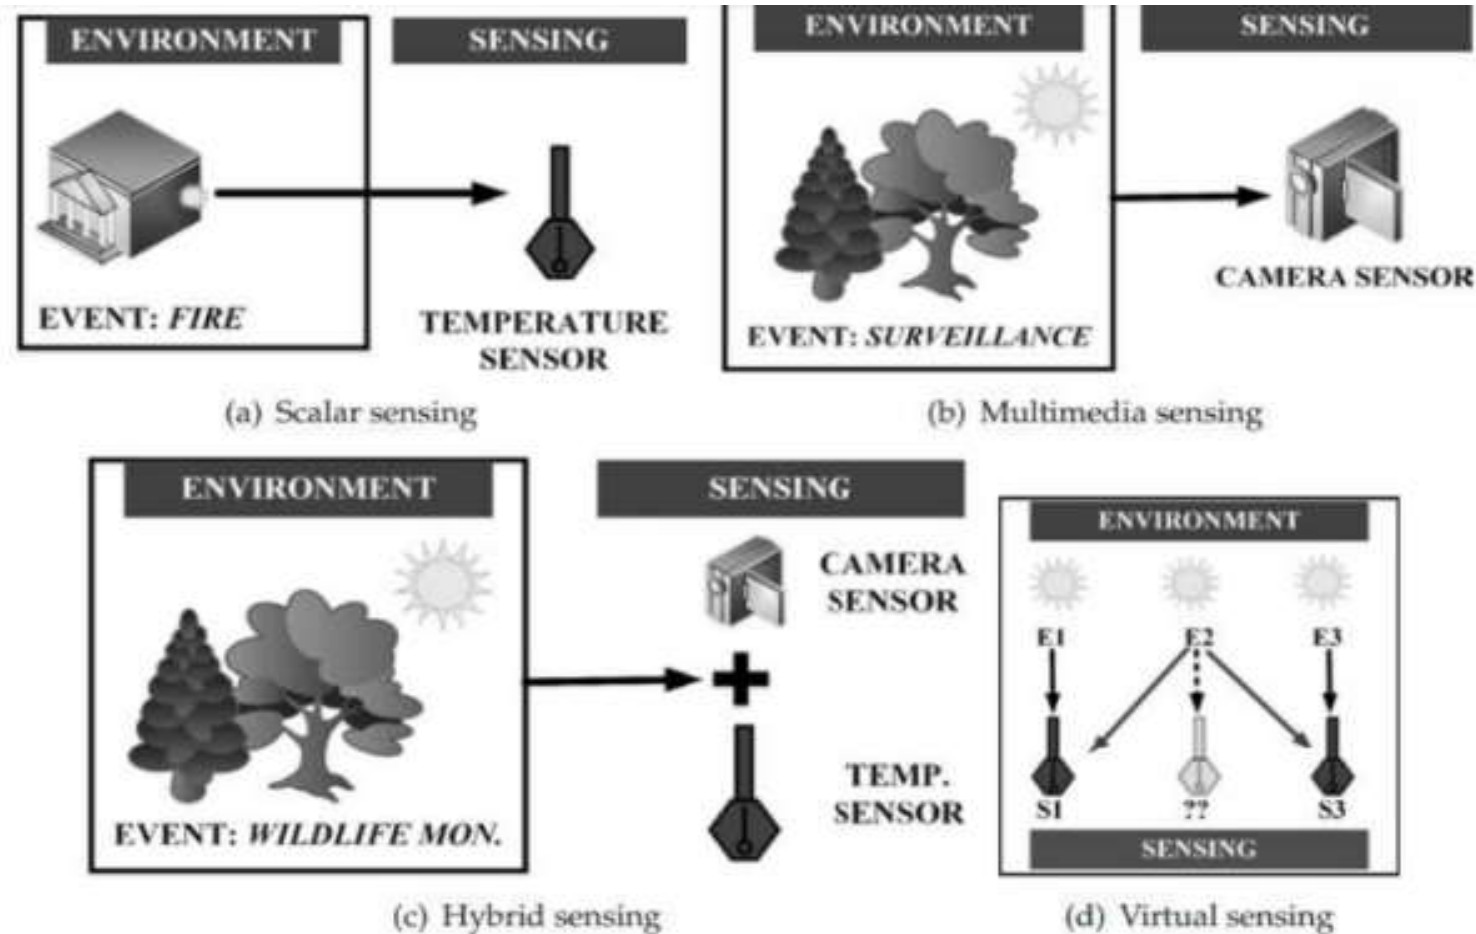 ENVIRONMENT
SENSING
EVENT: FIRE
TEMPERATURE
SENSOR
(a) Scalar sensing
ENVIRONMENT
SENSING
CAMERA SENSOR
EVENT: SURVEILLANCE
(b) Multimedia sensing
ENVIRONMENT
SENSING
CAMERA
SENSOR
TEMP.
SENSOR
EVENT: WILDLIFE MON.
(c) Hybrid sensing
ENVIRONMENT
E1 E2 E3
S1 ?? S3
SENSING
(d) Virtual sensing